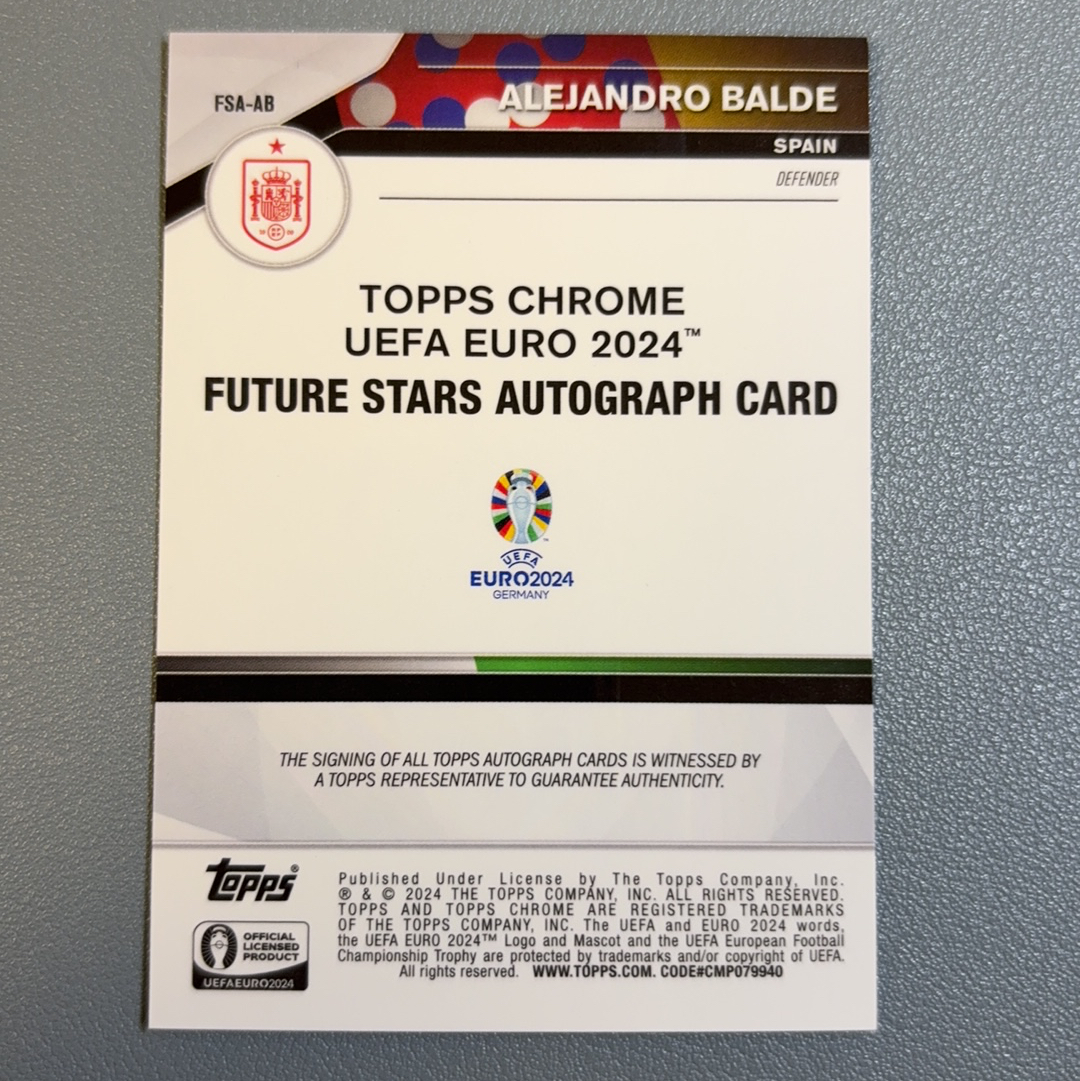 FSA-AB
ALEJANDRO BALDE
SPAIN
DEFENDER
TOPPS CHROME
UEFA EURO 2024™
FUTURE STARS AUTOGRAPH CARD
UEFA
EURO2024
GERMANY
THE SIGNING OF ALL TOPPS AUTOGRAPH CARDS IS WITNESSED BY
A TOPPS REPRESENTATIVE TO GUARANTEE AUTHENTICITY.
Topps®
OFFICIAL
LICENSED
PRODUCT
UEFAEURO2024
Published Under License by The Topps Company, Inc.
® & © 2024 THE TOPPS COMPANY, INC. ALL RIGHTS RESERVED.
TOPPS AND TOPPS CHROME ARE REGISTERED TRADEMARKS
OF THE TOPPS COMPANY, INC. The UEFA and EURO 2024 words,
the UEFA EURO 2024™ Logo and Mascot and the UEFA European Football
Championship Trophy are protected by trademarks and/or copyright of UEFA.
All rights reserved. WWW.TOPPS.COM. CODE#CMP079940